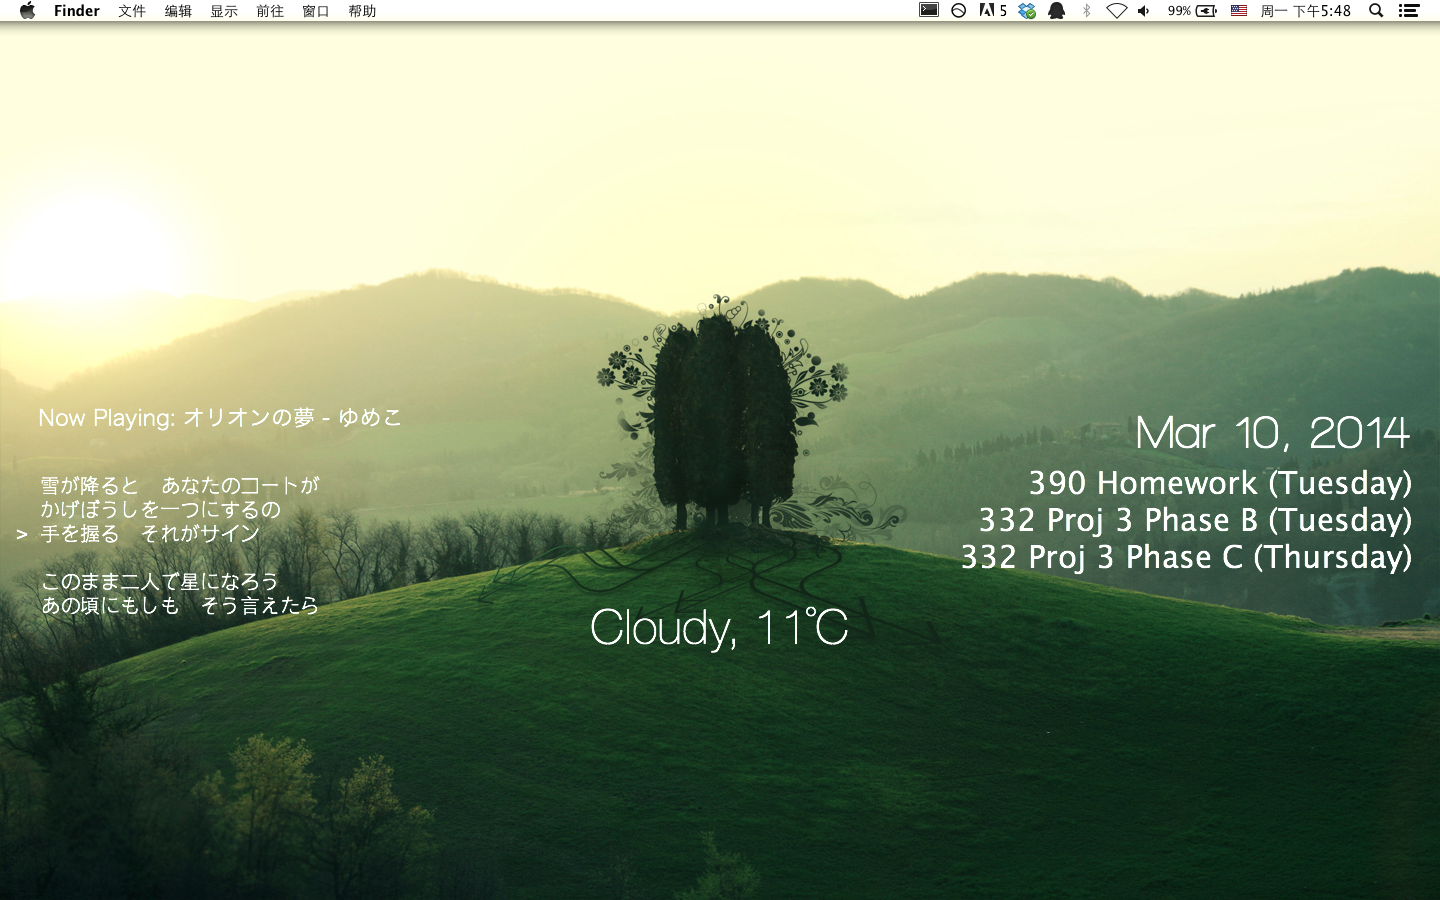 Finder 文件 编辑 显示 前往 窗口 帮助 5 99% 周一 下午5:48
Now Playing: オリオンの夢 - ゆめこ
雪が降ると　あなたのコートが
かげぼうしを一つにするの
> 手を握る　それがサイン
このまま二人で星になろう
あの頃にもしも　そう言えたら
Cloudy, 11°C
Mar 10, 2014
390 Homework (Tuesday)
332 Proj 3 Phase B (Tuesday)
332 Proj 3 Phase C (Thursday)